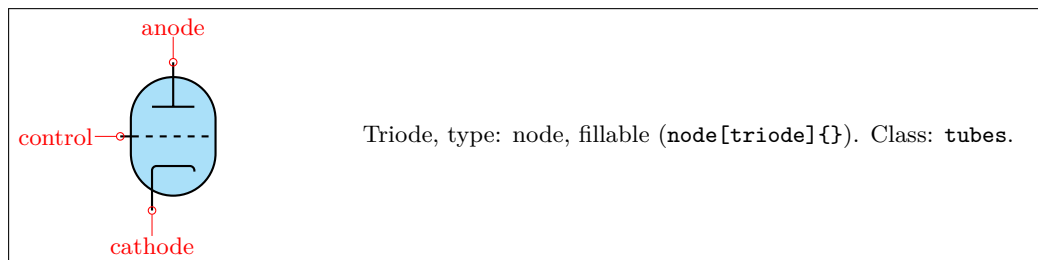 anode
control
Triode, type: node, fillable (node[triode]{}). Class: tubes.
cathode